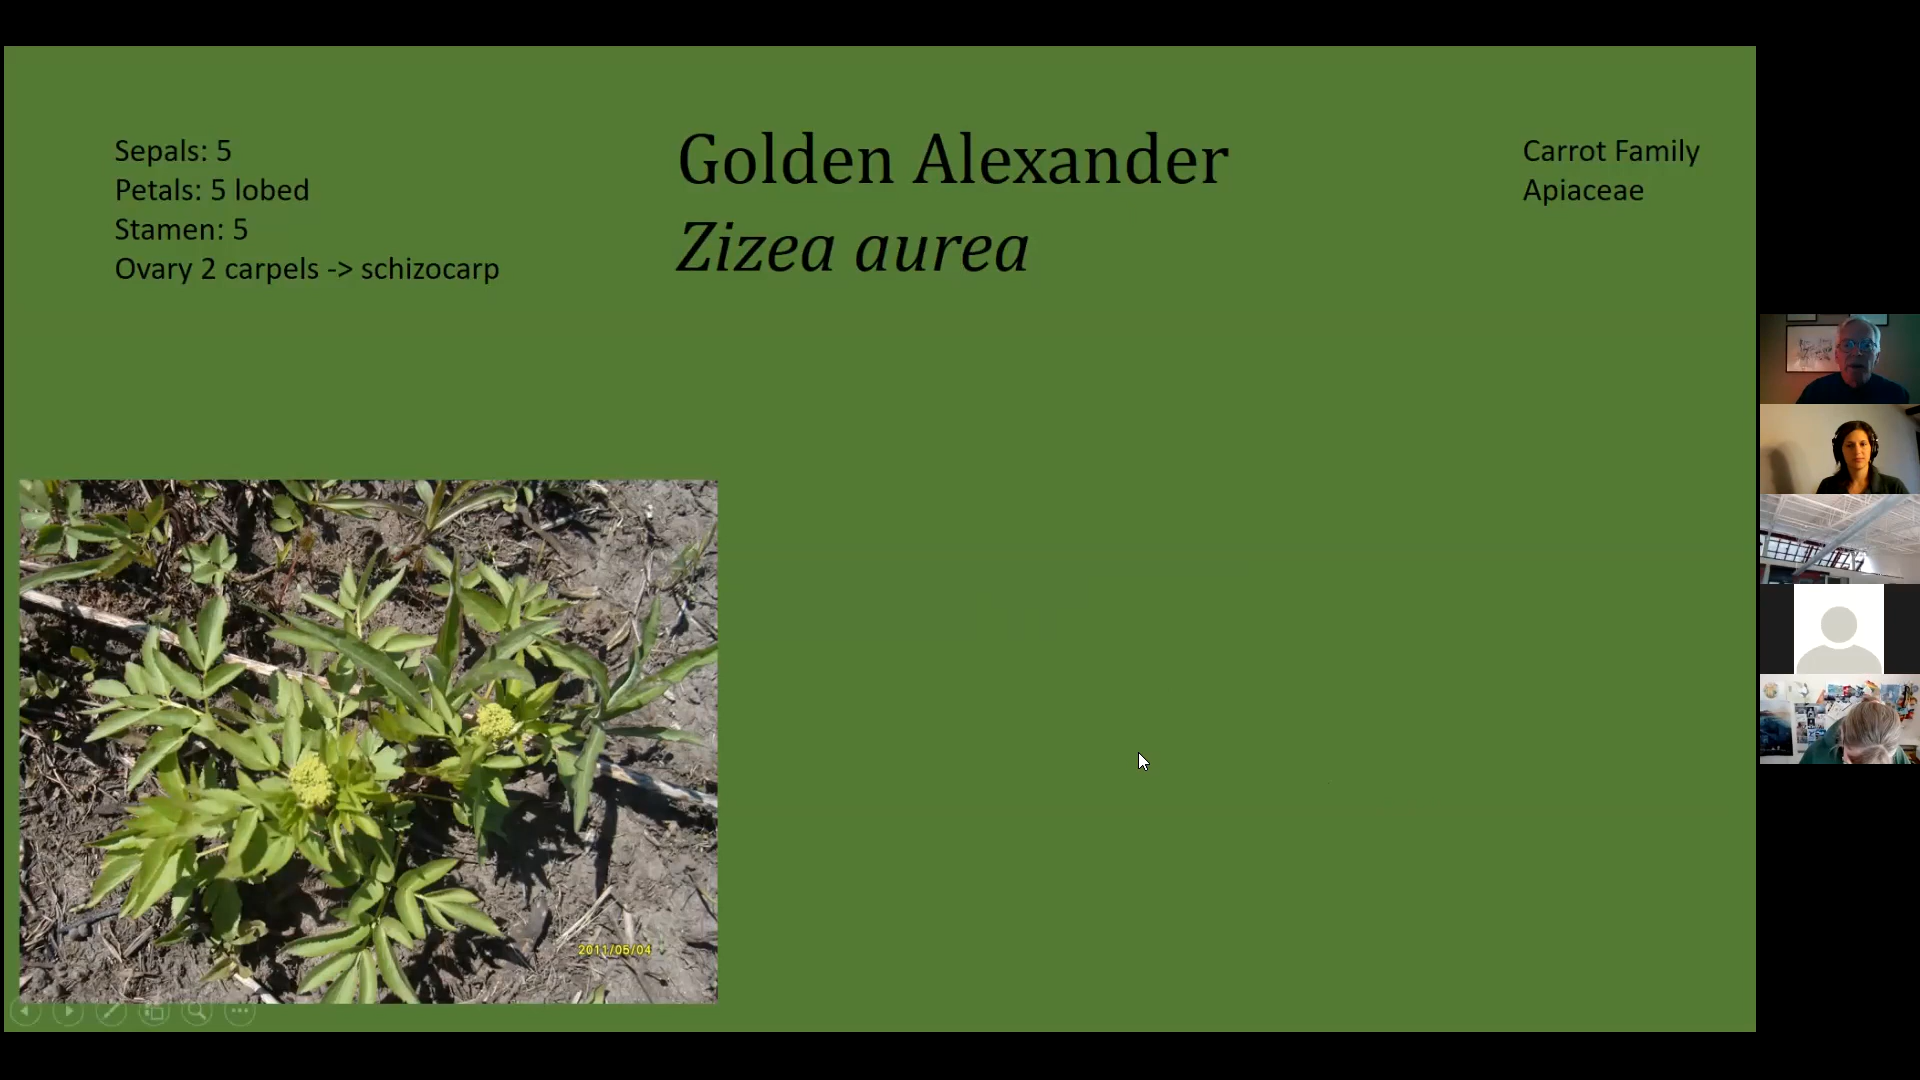 Sepals: 5
Petals: 5 lobed
Stamen: 5
Ovary 2 carpels -> schizocarp
Golden Alexander
Zizea aurea
Carrot Family
Apiaceae
2011/05/04